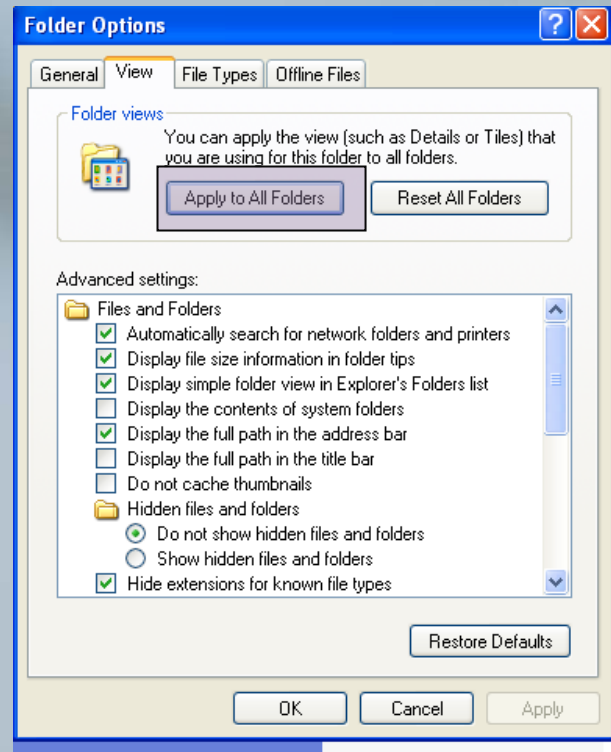 Folder Options
General View File Types Offline Files
Folder views
You can apply the view (such as Details or Tiles) that
you are using for this folder to all folders.
Apply to All Folders Reset All Folders
Advanced settings:
Files and Folders
Automatically search for network folders and printers
Display file size information in folder tips
Display simple folder view in Explorer's Folders list
Display the contents of system folders
Display the full path in the address bar
Display the full path in the title bar
Do not cache thumbnails
Hidden files and folders
Do not show hidden files and folders
Show hidden files and folders
Hide extensions for known file types
Restore Defaults
OK Cancel Apply